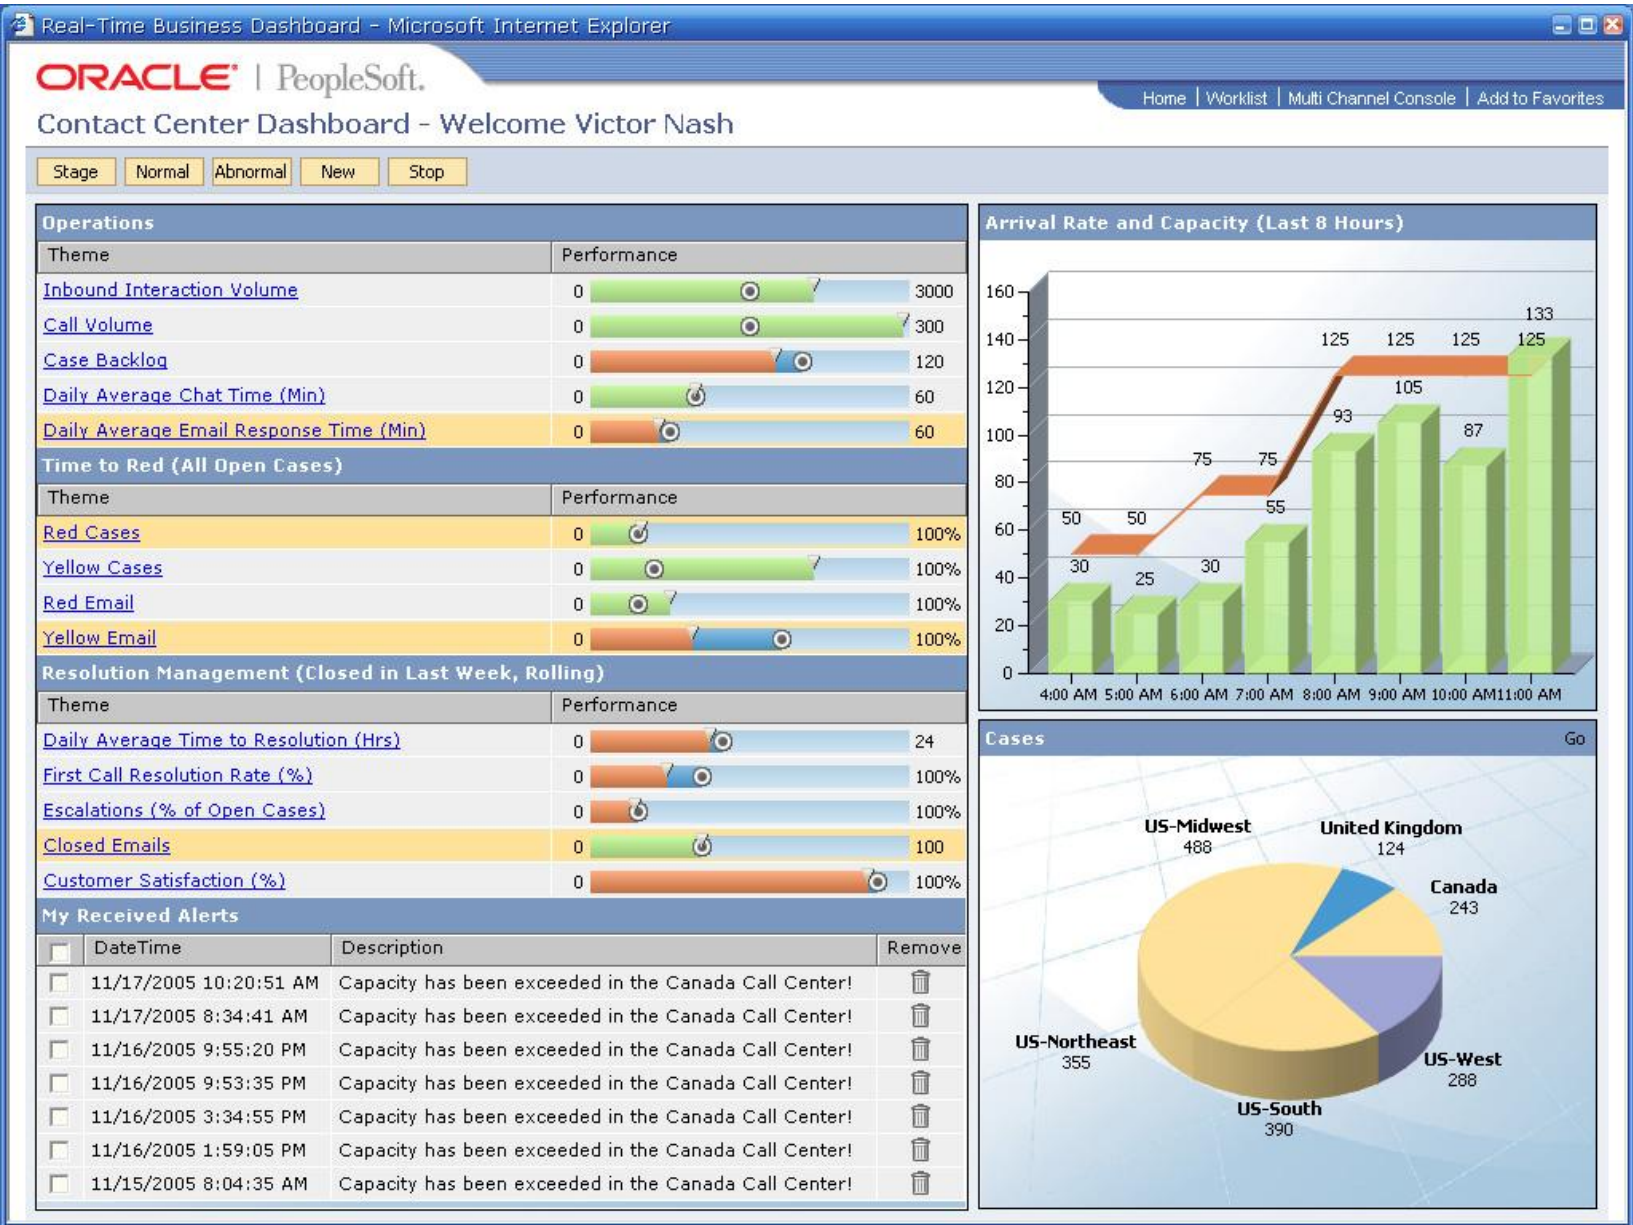 Real-Time Business Dashboard - Microsoft Internet Explorer
ORACLE | PeopleSoft.
Home | Worklist | Multi Channel Console | Add to Favorites
Contact Center Dashboard - Welcome Victor Nash
Stage Normal Abnormal New Stop
Operations
Theme Performance
Inbound Interaction Volume 0 3000
Call Volume 0 300
Case Backlog 0 120
Daily Average Chat Time (Min) 0 60
Daily Average Email Response Time (Min) 0 60
Time to Red (All Open Cases)
Theme Performance
Red Cases 0 100%
Yellow Cases 0 100%
Red Email 0 100%
Yellow Email 0 100%
Resolution Management (Closed in Last Week, Rolling)
Theme Performance
Daily Average Time to Resolution (Hrs) 0 24
First Call Resolution Rate (%) 0 100%
Escalations (% of Open Cases) 0 100%
Closed Emails 0 100
Customer Satisfaction (%) 0 100%
My Received Alerts
DateTime Description Remove
11/17/2005 10:20:51 AM Capacity has been exceeded in the Canada Call Center!
11/17/2005 8:34:41 AM Capacity has been exceeded in the Canada Call Center!
11/16/2005 9:55:20 PM Capacity has been exceeded in the Canada Call Center!
11/16/2005 9:53:35 PM Capacity has been exceeded in the Canada Call Center!
11/16/2005 3:34:55 PM Capacity has been exceeded in the Canada Call Center!
11/16/2005 1:59:05 PM Capacity has been exceeded in the Canada Call Center!
11/15/2005 8:04:35 AM Capacity has been exceeded in the Canada Call Center!
Arrival Rate and Capacity (Last 8 Hours)
160
133
140 125 125 125 125
120
105
100 93 87
75 75
80
55
60 50 50
40 30 25 30
20
0
4:00 AM 5:00 AM 6:00 AM 7:00 AM 8:00 AM 9:00 AM 10:00 AM 11:00 AM
Cases Go
US-Midwest
488
United Kingdom
124
Canada
243
US-Northeast
355
US-West
288
US-South
390